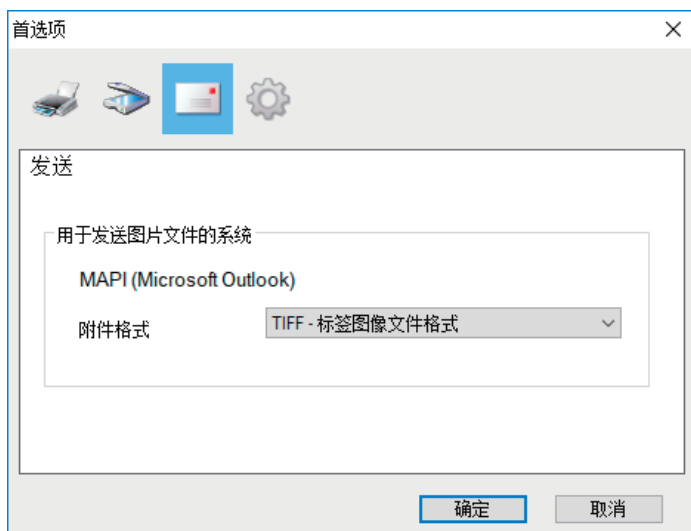 首选项
发送
用于发送图片文件的系统
MAPI (Microsoft Outlook)
附件格式
TIFF - 标签图像文件格式
确定
取消